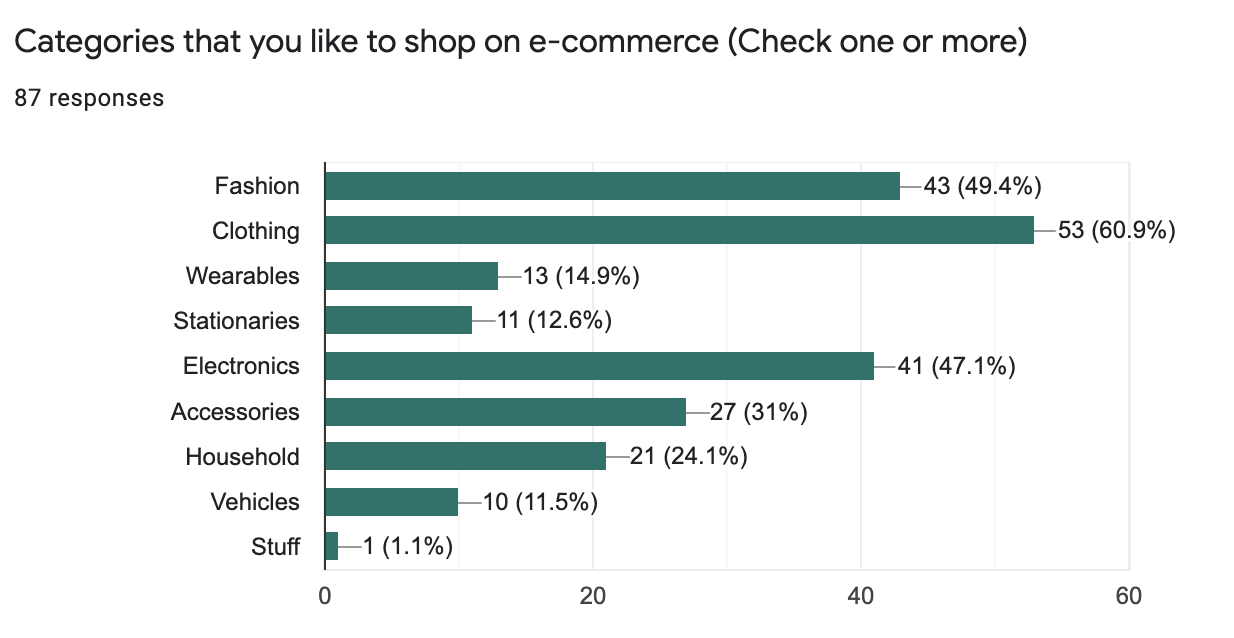 Categories that you like to shop on e-commerce (Check one or more)
87 responses
Fashion 43 (49.4%)
Clothing 53 (60.9%)
Wearables 13 (14.9%)
Stationaries 11 (12.6%)
Electronics 41 (47.1%)
Accessories 27 (31%)
Household 21 (24.1%)
Vehicles 10 (11.5%)
Stuff 1 (1.1%)
0 20 40 60